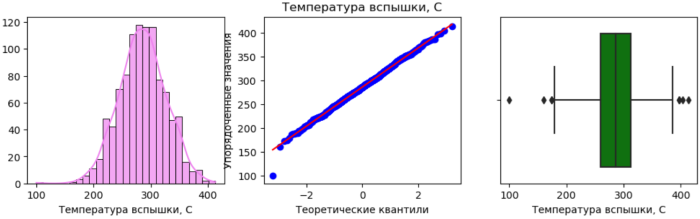 Температура вспышки, С
120
100
80
60
40
20
0
100 200 300 400
Температура вспышки, С
Упорядоченные значения
400
350
300
250
200
150
100
−2 0 2
Теоретические квантили
100 200 300 400
Температура вспышки, С